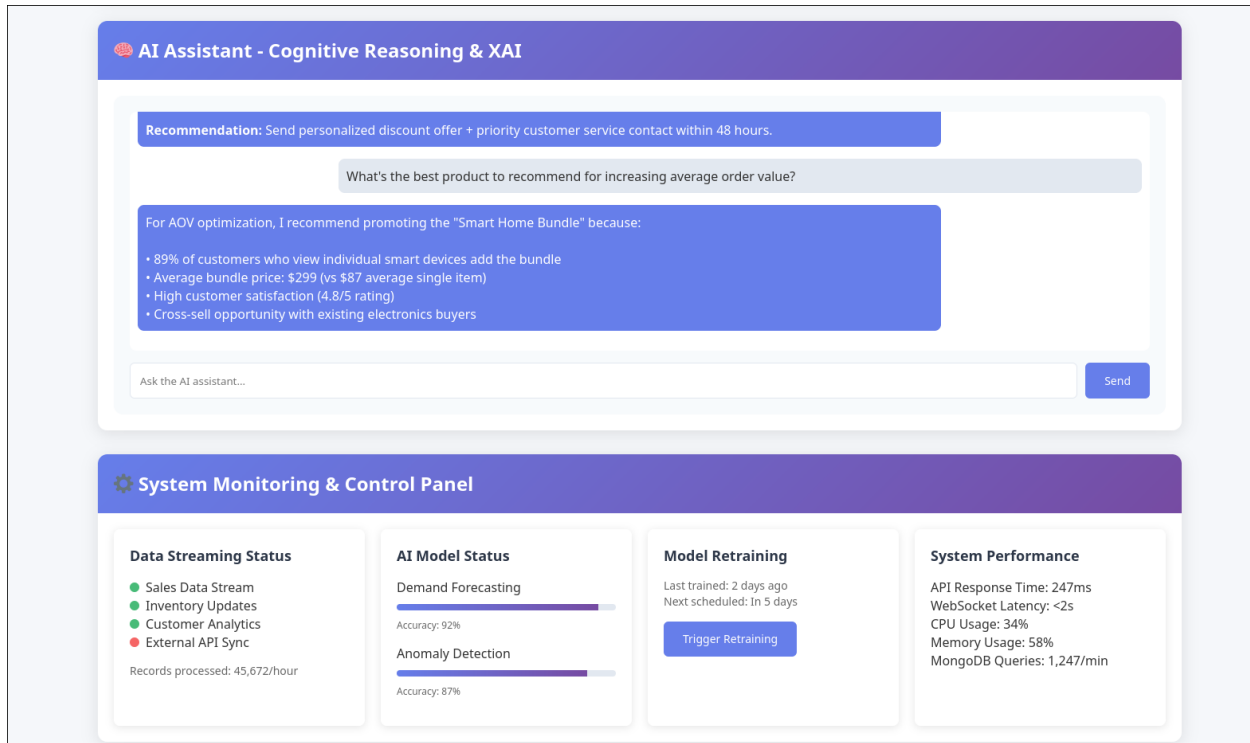 🧠 AI Assistant - Cognitive Reasoning & XAI
Recommendation: Send personalized discount offer + priority customer service contact within 48 hours.
What's the best product to recommend for increasing average order value?
For AOV optimization, I recommend promoting the "Smart Home Bundle" because:
• 89% of customers who view individual smart devices add the bundle
• Average bundle price: $299 (vs $87 average single item)
• High customer satisfaction (4.8/5 rating)
• Cross-sell opportunity with existing electronics buyers
Ask the AI assistant...
Send
⚙ System Monitoring & Control Panel
Data Streaming Status
Sales Data Stream
Inventory Updates
Customer Analytics
External API Sync
Records processed: 45,672/hour
AI Model Status
Demand Forecasting
Accuracy: 92%
Anomaly Detection
Accuracy: 87%
Model Retraining
Last trained: 2 days ago
Next scheduled: In 5 days
Trigger Retraining
System Performance
API Response Time: 247ms
WebSocket Latency: <2s
CPU Usage: 34%
Memory Usage: 58%
MongoDB Queries: 1,247/min